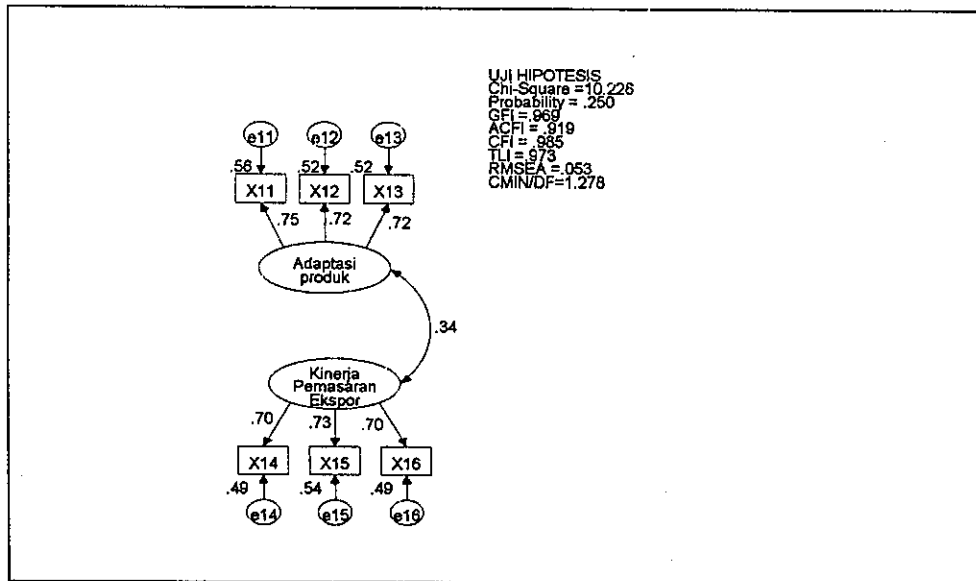 UJI HIPOTESIS
Chi-Square =10.226
Probability = .250
GFI =.969
ACFI = .919
CFI = .985
TLI =.973
RMSEA =.053
CMIN/DF=1.278
e11 e12 e13
.56 .52 .52
X11 X12 X13
.75 .72 .72
Adaptasi
produk
.34
Kinerja
Pemasaran
Ekspor
.70 .73 .70
X14 X15 X16
.49 .54 .49
e14 e15 e16